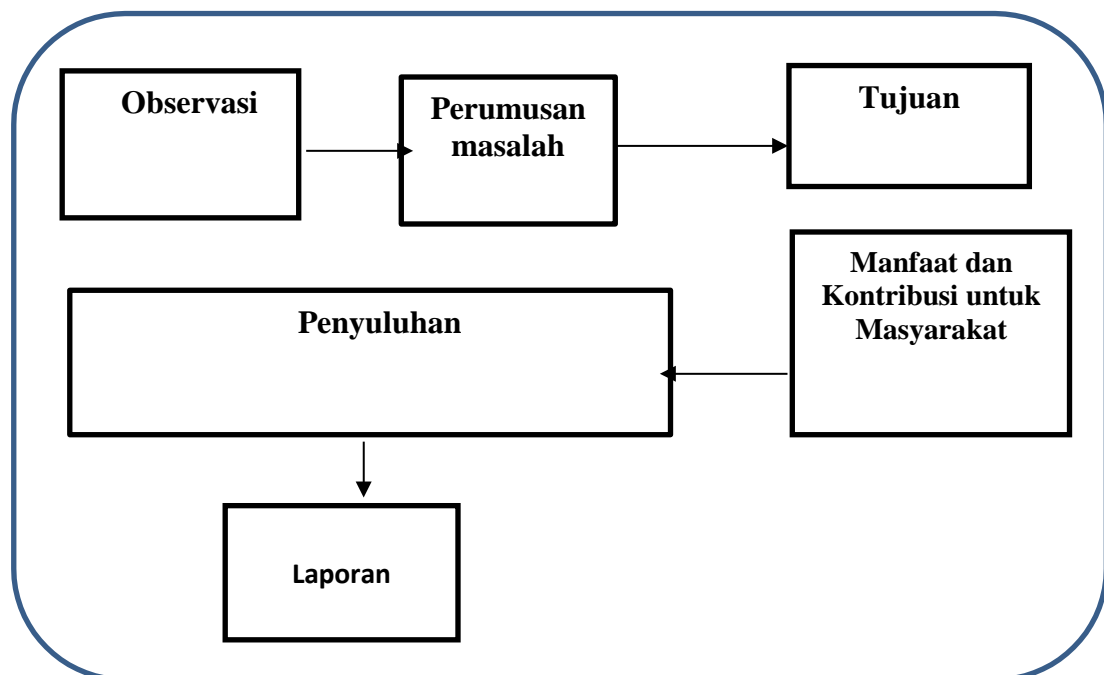 Observasi
Perumusan
masalah
Tujuan
Manfaat dan
Kontribusi untuk
Masyarakat
Penyuluhan
Laporan